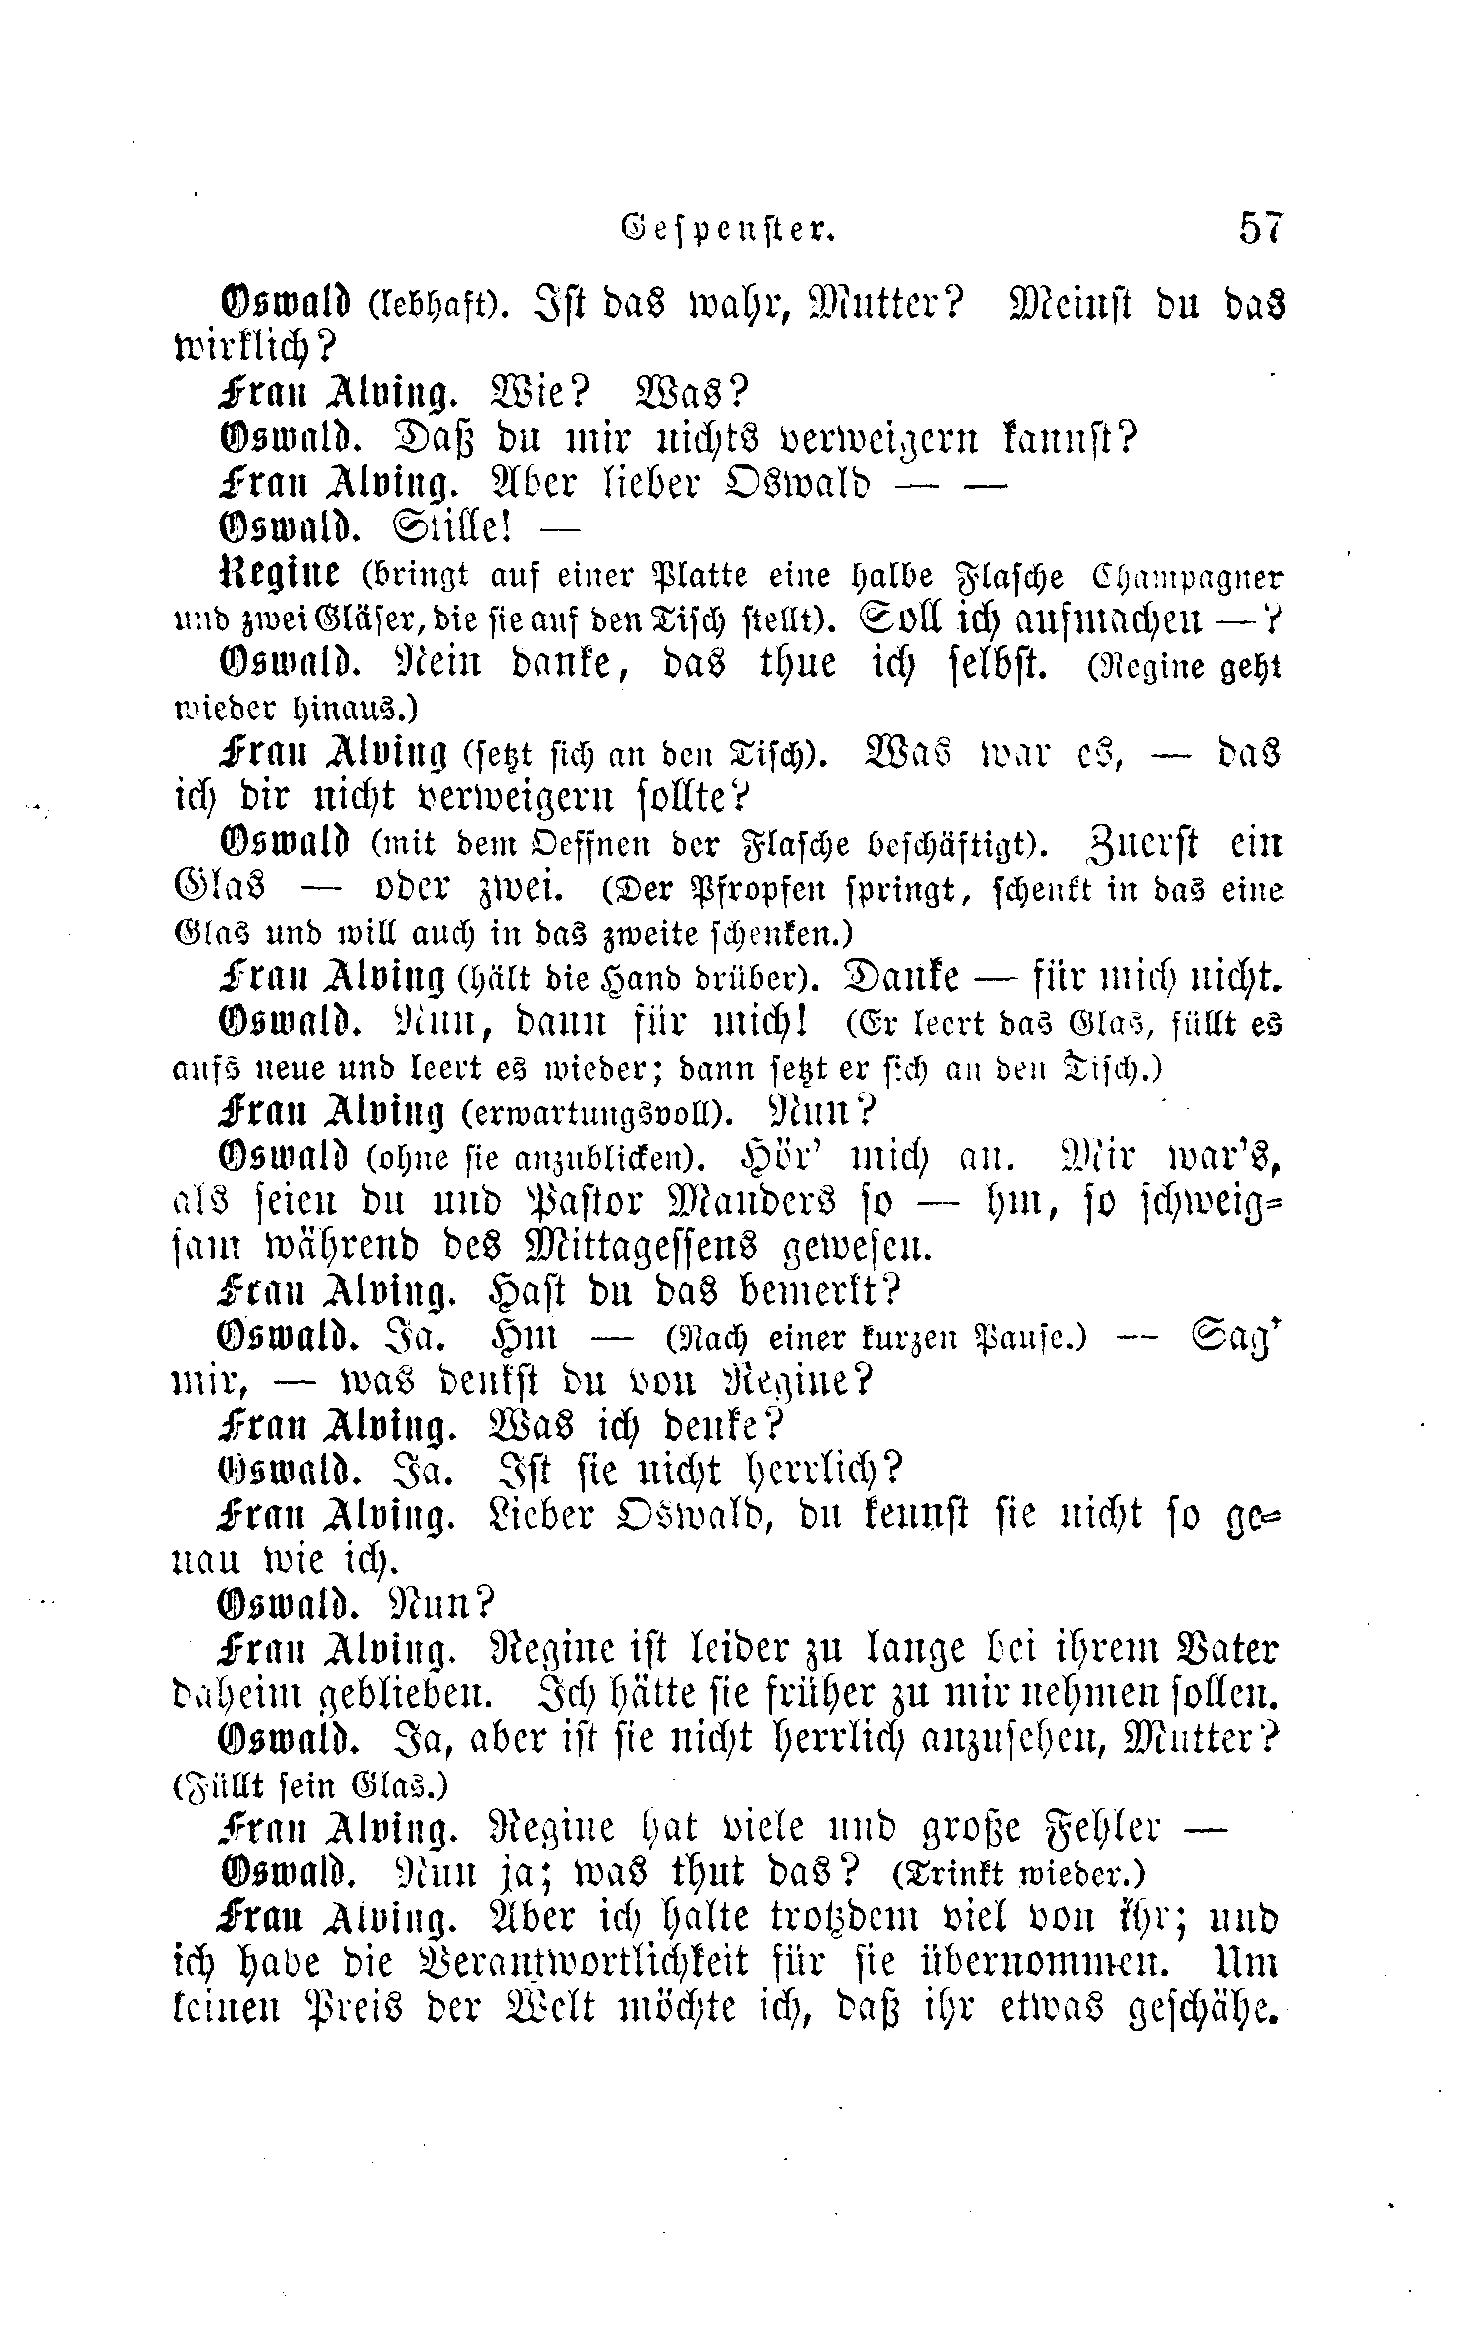 Gespenster. 57
Oswald (lebhaft). Ist das wahr, Mutter? Meinst du das
wirklich?
Frau Alving. Wie? Was?
Oswald. Daß du mir nichts verweigern kannst?
Frau Alving. Aber lieber Oswald — —
Oswald. Stille! —
Regine (bringt auf einer Platte eine halbe Flasche Champagner
und zwei Gläser, die sie auf den Tisch stellt). Soll ich aufmachen —?
Oswald. Nein danke, das thue ich selbst. (Regine geht
wieder hinaus.)
Frau Alving (setzt sich an den Tisch). Was war es, — das
ich dir nicht verweigern sollte?
Oswald (mit dem Oeffnen der Flasche beschäftigt). Zuerst ein
Glas — oder zwei. (Der Pfropfen springt, schenkt in das eine
Glas und will auch in das zweite schenken.)
Frau Alving (hält die Hand drüber). Danke — für mich nicht.
Oswald. Nun, dann für mich! (Er leert das Glas, füllt es
aufs neue und leert es wieder; dann setzt er sich an den Tisch.)
Frau Alving (erwartungsvoll). Nun?
Oswald (ohne sie anzublicken). Hör' mich an. Mir war's,
als seien du und Pastor Manders so — hm, so schweig-
sam während des Mittagessens gewesen.
Frau Alving. Hast du das bemerkt?
Oswald. Ja. Hm — (Nach einer kurzen Pause.) — Sag'
mir, — was denkst du von Regine?
Frau Alving. Was ich denke?
Oswald. Ja. Ist sie nicht herrlich?
Frau Alving. Lieber Oswald, du kennst sie nicht so ge-
nau wie ich.
Oswald. Nun?
Frau Alving. Regine ist leider zu lange bei ihrem Vater
daheim geblieben. Ich hätte sie früher zu mir nehmen sollen.
Oswald. Ja, aber ist sie nicht herrlich anzusehen, Mutter?
(Füllt sein Glas.)
Frau Alving. Regine hat viele und große Fehler —
Oswald. Nun ja; was thut das? (Trinkt wieder.)
Frau Alving. Aber ich halte trotzdem viel von ihr; und
ich habe die Verantwortlichkeit für sie übernommen. Um
keinen Preis der Welt möchte ich, daß ihr etwas geschähe.